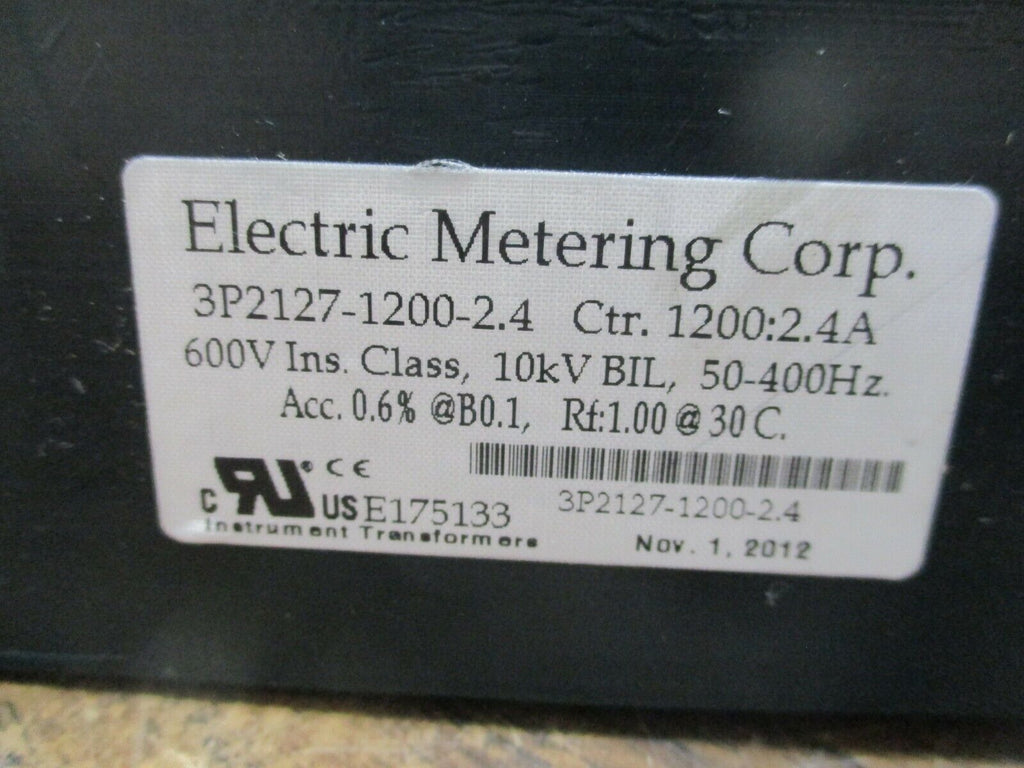 Electric Metering Corp.
3P2127-1200-2.4 Ctr. 1200:2.4A
600V Ins. Class, 10kV BIL, 50-400Hz.
Acc. 0.6% @B0.1, Rf:1.00 @ 30 C.
C RU ® US CE
E175133
Instrument Transformers
3P2127-1200-2.4
Nov. 1, 2012